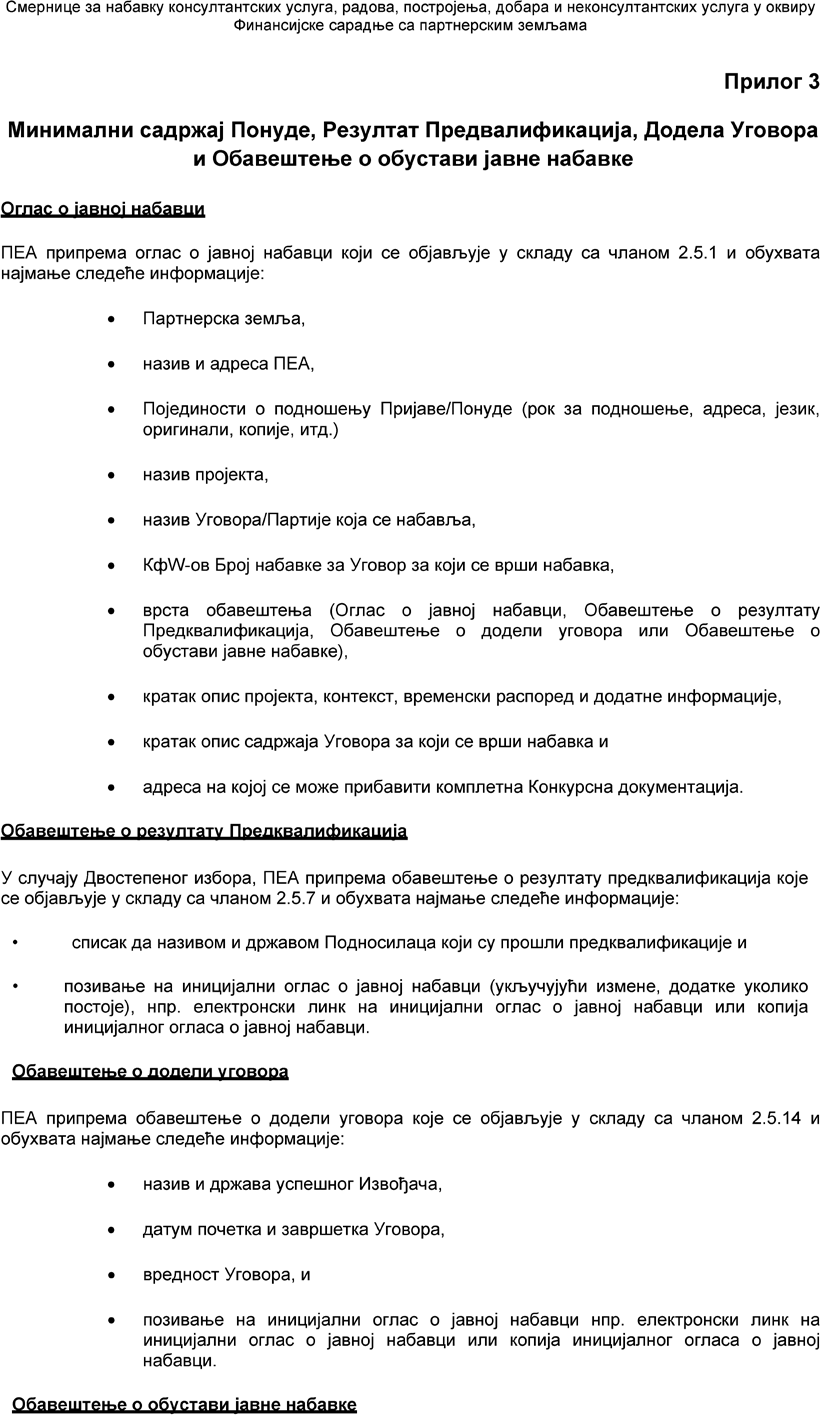 Смернице за набавку консултантских услуга, радова, постројења, добара и неконсултантских услуга у оквиру
Финансијске сарадње са партнерским земљама
Прилог 3
Минимални садржај Понуде, Резултат Предвалификација, Додела Уговора
и Обавештење о обустави јавне набавке
Оглас о јавној набавци
ПЕА припрема оглас о јавној набавци који се објављује у складу са чланом 2.5.1 и обухвата
најмање следеће информације:
• Партнерска земља,
• назив и адреса ПЕА,
• Појединости о подношењу Пријаве/Понуде (рок за подношење, адреса, језик,
оригинали, копије, итд.)
• назив пројекта,
• назив Уговора/Партије која се набавља,
• КфW-ов Број набавке за Уговор за који се врши набавка,
• врста обавештења (Оглас о јавној набавци, Обавештење о резултату
Предквалификација, Обавештење о додели уговора или Обавештење о
обустави јавне набавке),
• кратак опис пројекта, контекст, временски распоред и додатне информације,
• кратак опис садржаја Уговора за који се врши набавка и
• адреса на којој се може прибавити комплетна Конкурсна документација.
Обавештење о резултату Предквалификација
У случају Двостепеног избора, ПЕА припрема обавештење о резултату предквалификација које
се објављује у складу са чланом 2.5.7 и обухвата најмање следеће информације:
• списак да називом и државом Подносилаца који су прошли предквалификације и
• позивање на иницијални оглас о јавној набавци (укључујући измене, додатке уколико
постоје), нпр. електронски линк на иницијални оглас о јавној набавци или копија
иницијалног огласа о јавној набавци.
Обавештење о додели уговора
ПЕА припрема обавештење о додели уговора које се објављује у складу са чланом 2.5.14 и
обухвата најмање следеће информације:
• назив и држава успешног Извођача,
• датум почетка и завршетка Уговора,
• вредност Уговора, и
• позивање на иницијални оглас о јавној набавци нпр. електронски линк на
иницијални оглас о јавној набавци или копија иницијалног огласа о јавној
набавци.
Обавештење о обустави јавне набавке